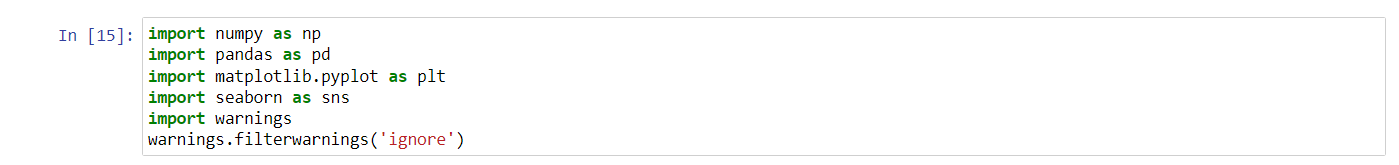 In [15]: import numpy as np
import pandas as pd
import matplotlib.pyplot as plt
import seaborn as sns
import warnings
warnings.filterwarnings('ignore')